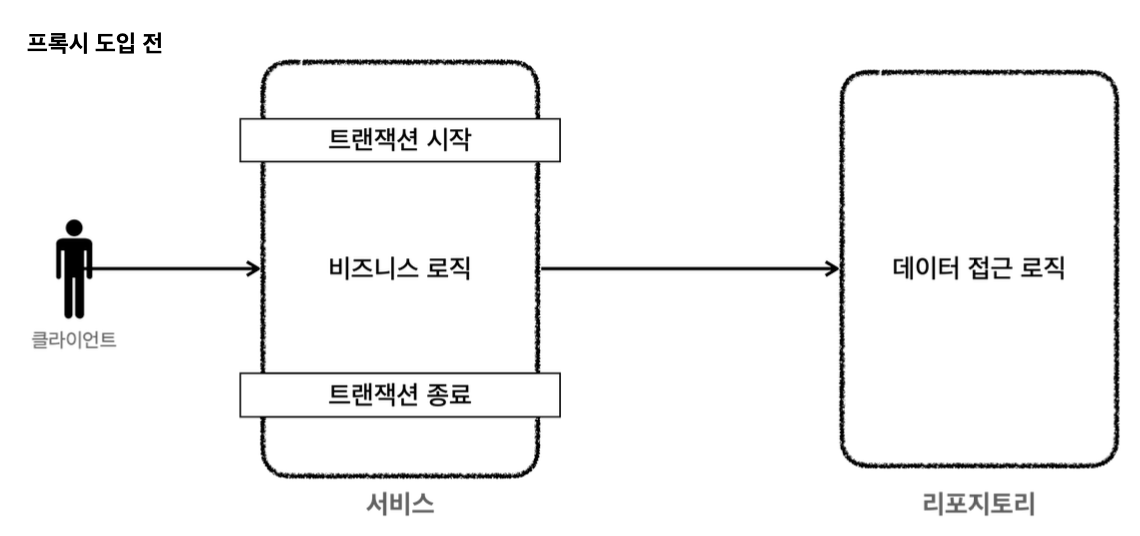 프록시 도입 전
트랜잭션 시작
비즈니스 로직
데이터 접근 로직
클라이언트
트랜잭션 종료
서비스
리포지토리